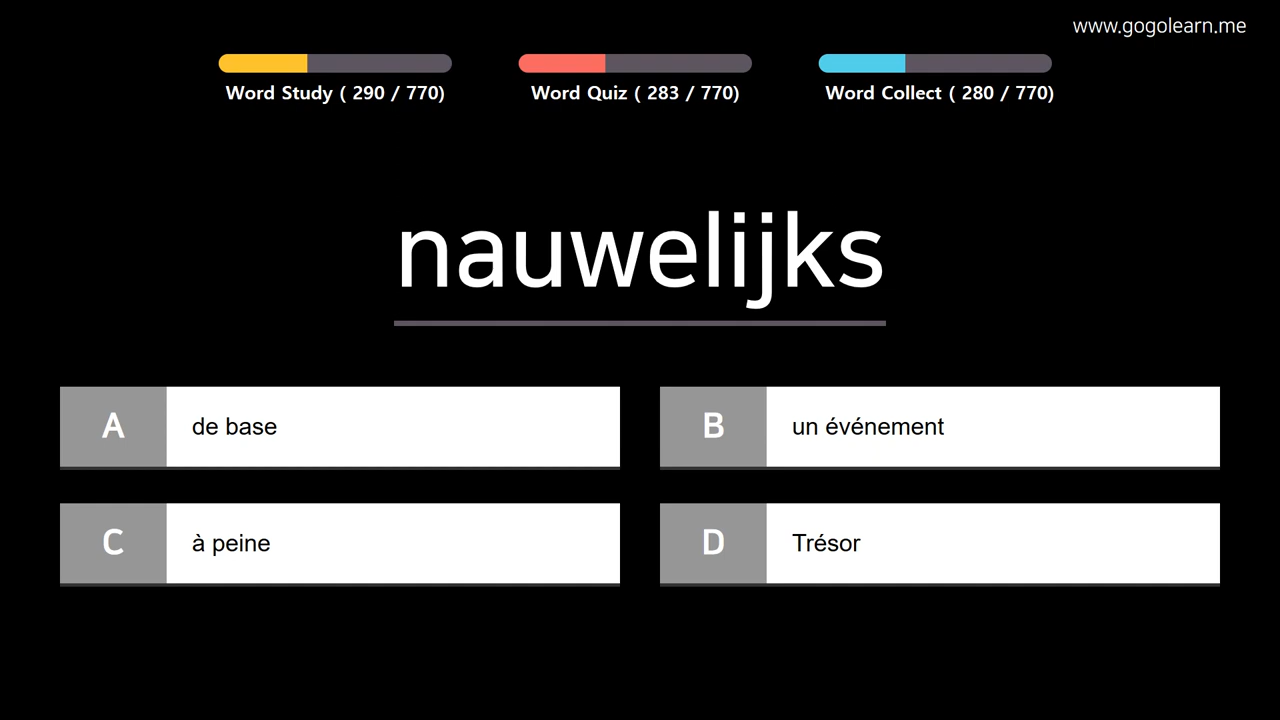 www.gogolearn.me
Word Study ( 290 / 770)
Word Quiz ( 283 / 770)
Word Collect ( 280 / 770)
nauwelijks
A de base
B un événement
C à peine
D Trésor